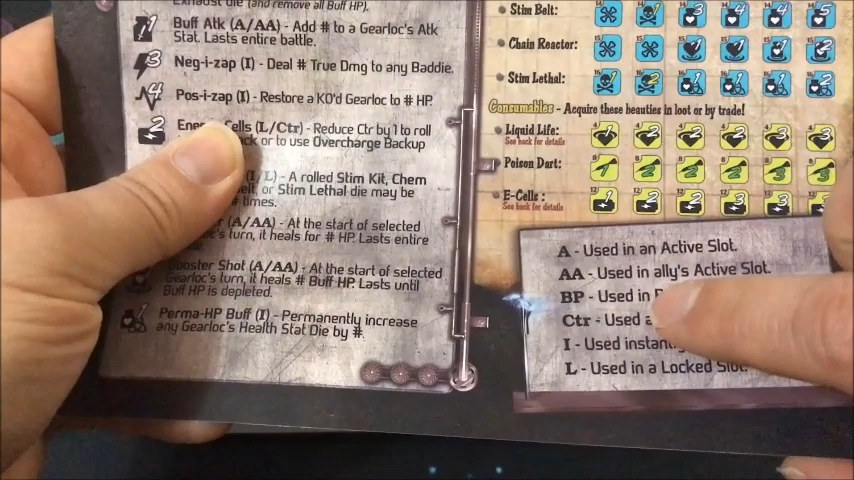 Exhaust die (and remove all Buff HP).
Buff Atk (A/AA) - Add # to a Gearloc's Atk
Stat. Lasts entire battle.
Neg-i-zap (I) - Deal # True Dmg to any Baddie.
Pos-i-zap (I) - Restore a KO'd Gearloc to # HP.
Cells (L/Ctr) - Reduce Ctr by 1 to roll
or to use Overcharge Backup
(I/L) - A rolled Stim Kit, Chem
or Stim Lethal die may be
# times.
(A/AA) - At the start of selected
turn, it heals for # HP. Lasts entire
Booster Shot (A/AA) - At the start of selected
Gearloc's turn, it heals # Buff HP. Lasts until
Buff HP is depleted.
Perma-HP Buff (I) - Permanently increase
any Gearloc's Health Stat Die by #.
Stim Belt:
Chain Reactor:
Stim Lethal:
Consumables - Acquire these beauties in loot or by trade!
Liquid Life:
See back for details
Poison Dart:
E-Cells :
See back for details
A - Used in an Active Slot.
AA - Used in ally's Active Slot.
BP - Used in
Ctr - Used
I - Used instantly
L - Used in a Locked Slot.